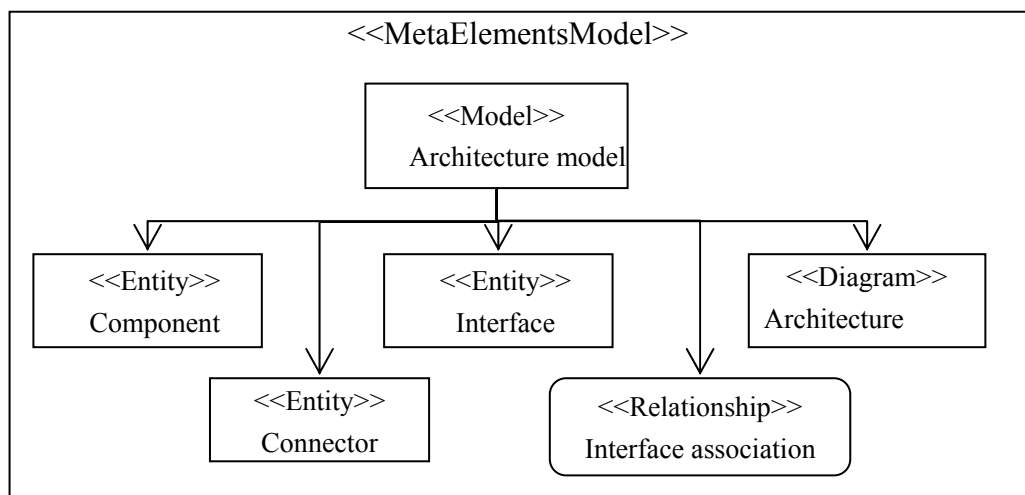 <<MetaElementsModel>>
<<Model>>
Architecture model
<<Entity>>
Component
<<Entity>>
Interface
<<Diagram>>
Architecture
<<Entity>>
Connector
<<Relationship>>
Interface association